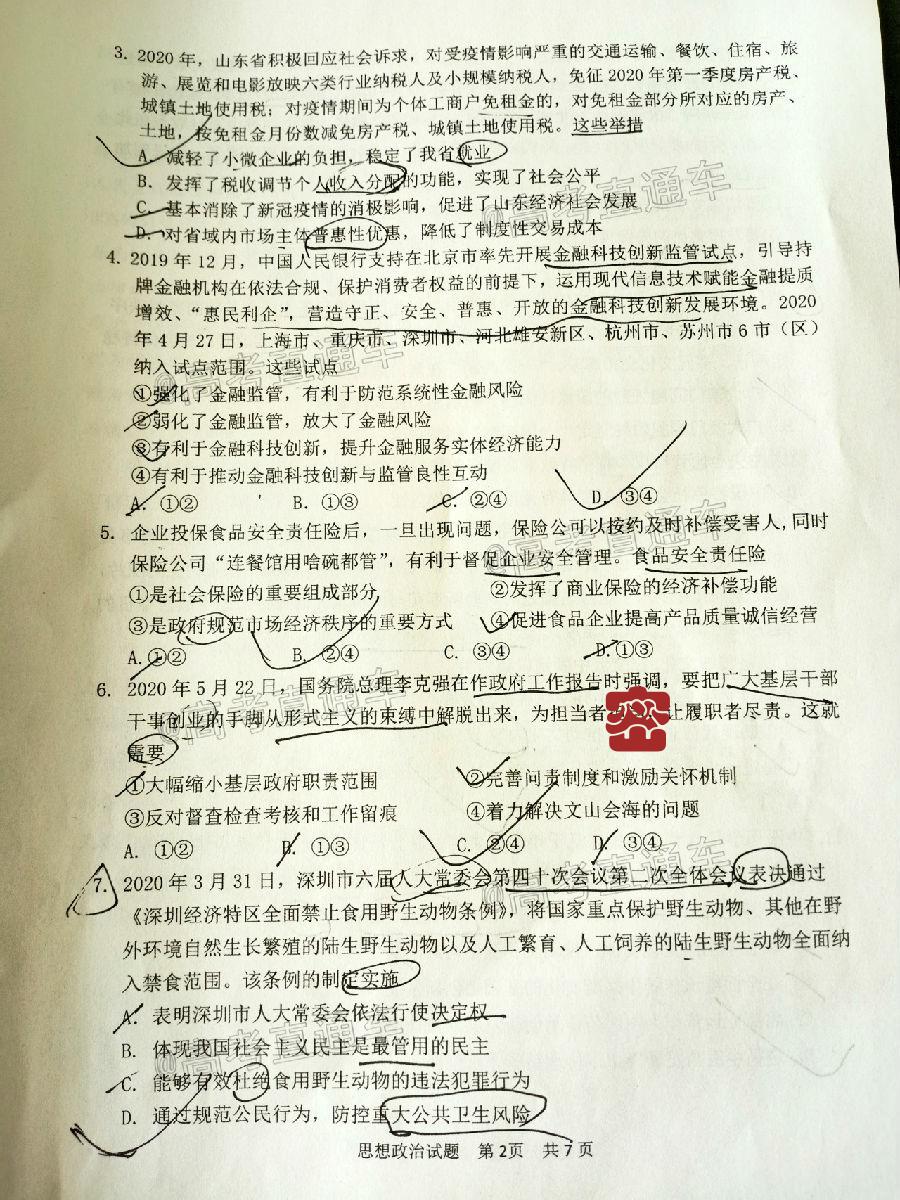 3. 2020年，山东省积极回应社会诉求，对受疫情影响严重的交通运输、餐饮、住宿、旅
游、展览和电影放映六类行业纳税人及小规模纳税人，免征2020年第一季度房产税、
城镇土地使用税；对疫情期间为个体工商户免租金的，对免租金部分所对应的房产、
土地，按免租金月份数减免房产税、城镇土地使用税。这些举措
A. 减轻了小微企业的负担，稳定了我省就业
B. 发挥了税收调节个人收入分配的功能，实现了社会公平
C. 基本消除了新冠疫情的消极影响，促进了山东经济社会发展
D. 对省域内市场主体普惠性优惠，降低了制度性交易成本
@高考直通车
4. 2019年12月，中国人民银行支持在北京市率先开展金融科技创新监管试点，引导持
牌金融机构在依法合规、保护消费者权益的前提下，运用现代信息技术赋能金融提质
增效、“惠民利企”，营造守正、安全、普惠、开放的金融科技创新发展环境。2020
年4月27日，上海市、重庆市、深圳市、河北雄安新区、杭州市、苏州市6市（区）
纳入试点范围。这些试点
@高考直通车
①强化了金融监管，有利于防范系统性金融风险
②弱化了金融监管，放大了金融风险
③有利于金融科技创新，提升金融服务实体经济能力
④有利于推动金融科技创新与监管良性互动
A. ①② B. ①③ C. ②④ D. ③④
@高考直通车
5. 企业投保食品安全责任险后，一旦出现问题，保险公司可以按约及时补偿受害人,同时
保险公司“连餐馆用啥碗都管”，有利于督促企业安全管理。食品安全责任险
①是社会保险的重要组成部分 ②发挥了商业保险的经济补偿功能
③是政府规范市场经济秩序的重要方式 ④促进食品企业提高产品质量诚信经营
A.①② B. ②④ C. ③④ D.①③
@高考直通车
6. 2020年5月22日，国务院总理李克强在作政府工作报告时强调，要把广大基层干部
干事创业的手脚从形式主义的束缚中解脱出来，为担当者 让履职者尽责。这就
需要
①大幅缩小基层政府职责范围 ②完善问责制度和激励关怀机制
③反对督查检查考核和工作留痕 ④着力解决文山会海的问题
A. ①② B. ①③ C. ②④ D. ③④
@高考直通车
7. 2020年3月31日，深圳市六届人大常委会第四十次会议第二次全体会议表决通过
《深圳经济特区全面禁止食用野生动物条例》，将国家重点保护野生动物、其他在野
外环境自然生长繁殖的陆生野生动物以及人工繁育、人工饲养的陆生野生动物全面纳
入禁食范围。该条例的制定实施
A. 表明深圳市人大常委会依法行使决定权
@高考直通车
B. 体现我国社会主义民主是最管用的民主
C. 能够有效杜绝食用野生动物的违法犯罪行为
D. 通过规范公民行为，防控重大公共卫生风险
思想政治试题 第2页 共7页